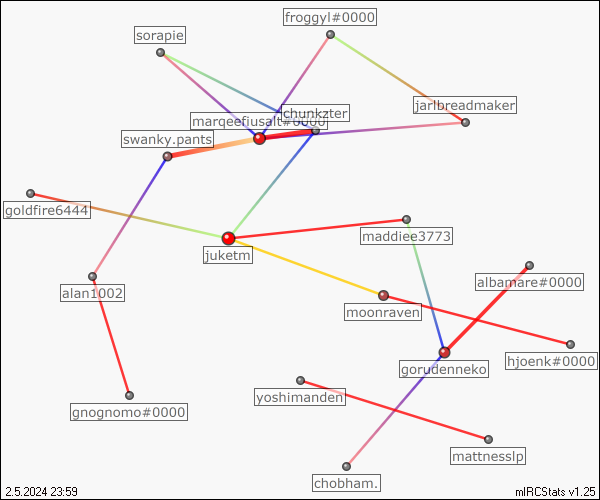 froggyl#0000
sorapie
jarlbreadmaker
chunkzter
marqeefiusalt#0000
swanky.pants
goldfire6444
maddiee3773
juketm
albamare#0000
alan1002
moonraven
hjoenk#0000
gorudenneko
yoshimanden
gnognomo#0000
mattnesslp
chobham.
2.5.2024 23:59
mIRCStats v1.25